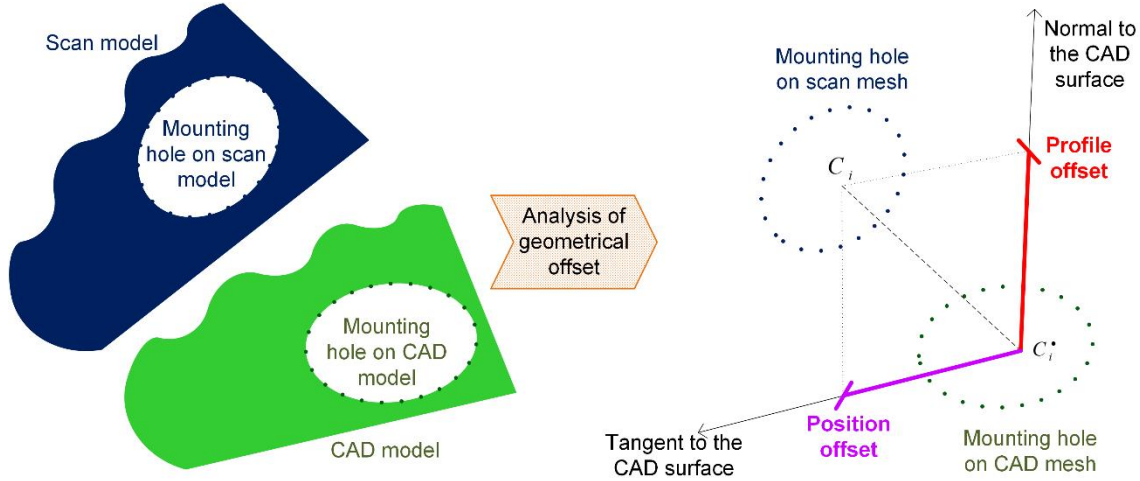 Scan model
Mounting
hole on scan
model
Mounting
hole on CAD
model
CAD model
Analysis of
geometrical
offset
Mounting hole
on scan mesh
Normal to
the CAD
surface
C i
Profile
offset
C i •
Position
offset
Tangent to the
CAD surface
Mounting hole
on CAD mesh